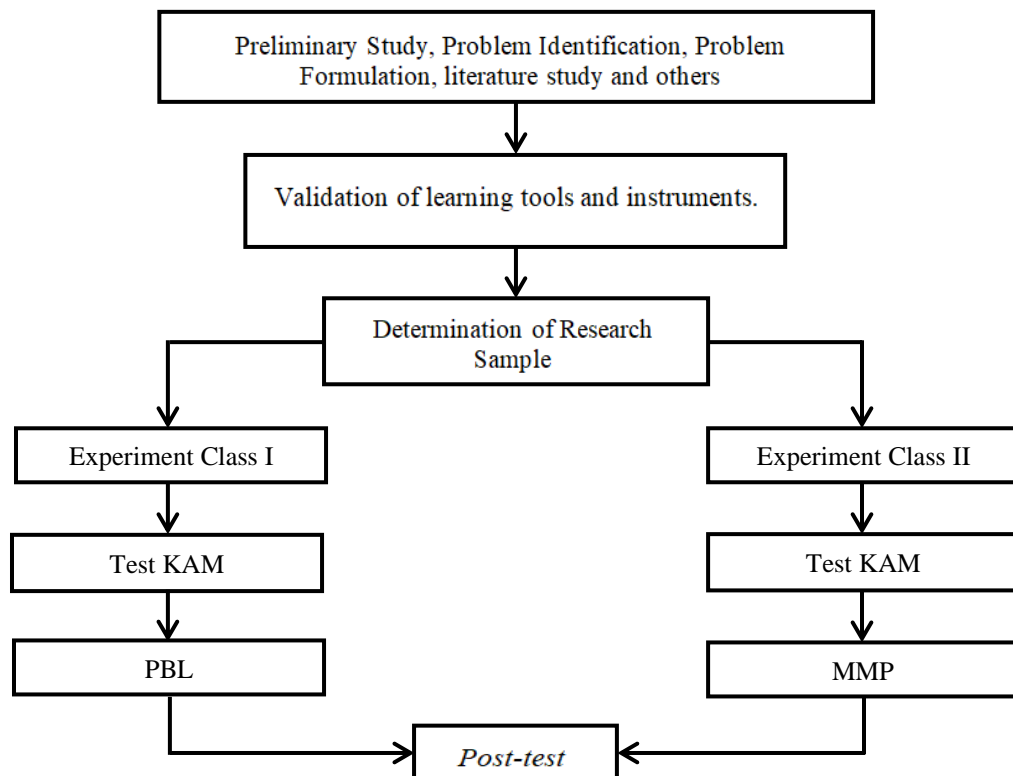 Preliminary Study, Problem Identification, Problem
Formulation, literature study and others
Validation of learning tools and instruments.
Determination of Research
Sample
Experiment Class I
Experiment Class II
Test KAM
Test KAM
PBL
MMP
Post-test